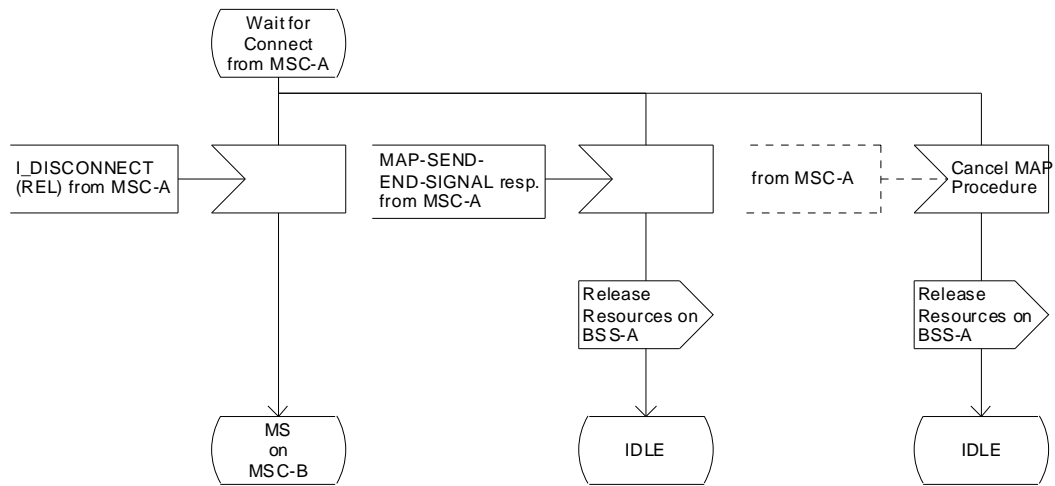 Wait for
Connect
from MSC-A
I_DISCONNECT
(REL) from MSC-A
MAP-SEND-
END-SIGNAL resp.
from MSC-A
from MSC-A
Cancel MAP
Procedure
Release
Resources on
BSS-A
Release
Resources on
BSS-A
MS
on
MSC-B
IDLE
IDLE